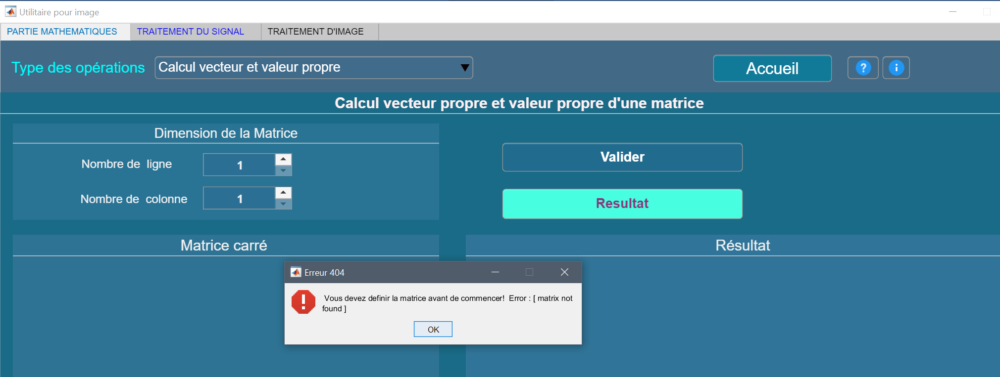 Utilitaire pour image
PARTIE MATHEMATIQUES TRAITEMENT DU SIGNAL TRAITEMENT D'IMAGE
Type des opérations Calcul vecteur et valeur propre Accueil ? i
Calcul vecteur propre et valeur propre d'une matrice
Dimension de la Matrice
Nombre de ligne 1
Nombre de colonne 1
Valider
Resultat
Matrice carré
Résultat
Erreur 404
Vous devez definir la matrice avant de commencer! Error : [ matrix not
found ]
OK